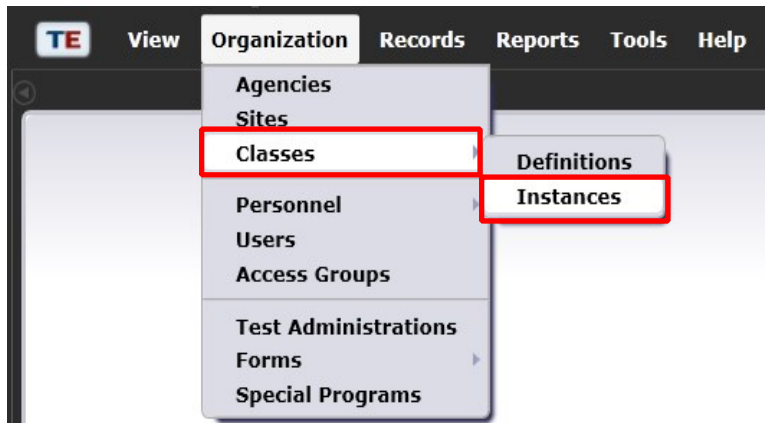 TE View Organization Records Reports Tools Help
Agencies
Sites
Classes
Definitions
Instances
Personnel
Users
Access Groups
Test Administrations
Forms
Special Programs